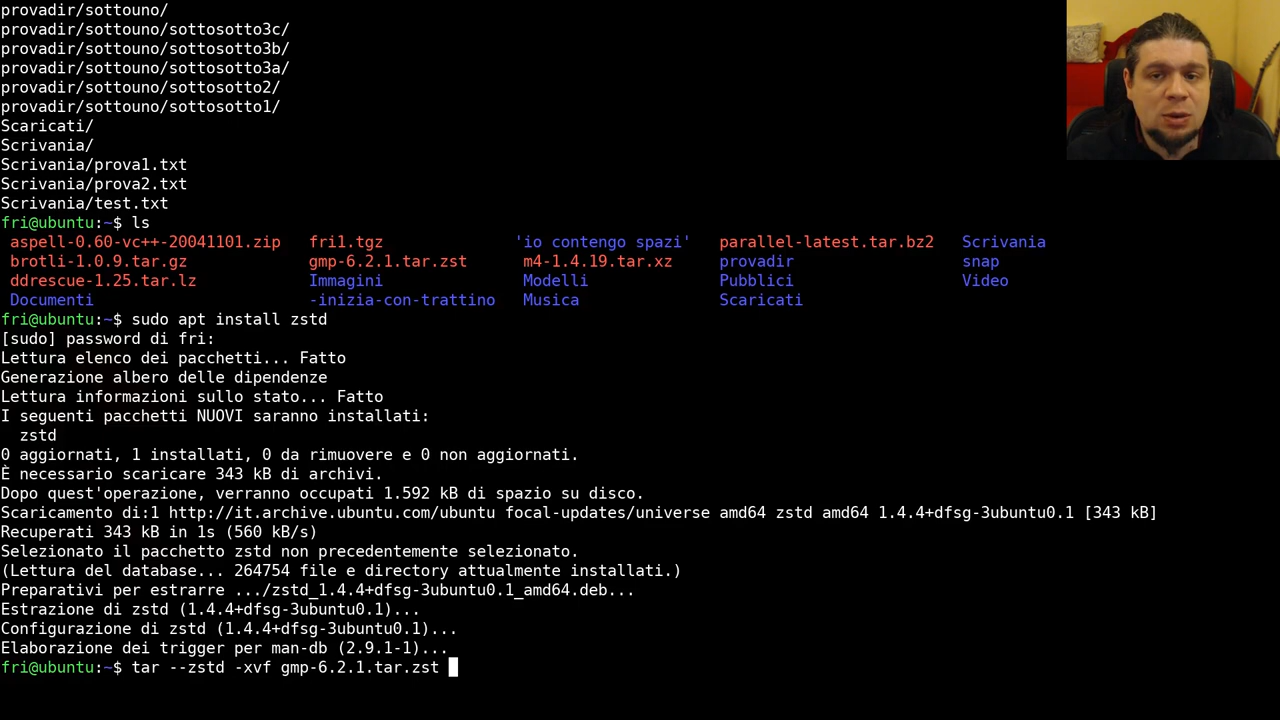 provadir/sottouno/
provadir/sottouno/sottosotto3c/
provadir/sottouno/sottosotto3b/
provadir/sottouno/sottosotto3a/
provadir/sottouno/sottosotto2/
provadir/sottouno/sottosotto1/
Scaricati/
Scrivania/
Scrivania/prova1.txt
Scrivania/prova2.txt
Scrivania/test.txt
fri@ubuntu:~$ ls
aspell-0.60-vc++-20041101.zip fri1.tgz 'io contengo spazi' parallel-latest.tar.bz2 Scrivania
brotli-1.0.9.tar.gz gmp-6.2.1.tar.zst m4-1.4.19.tar.xz provadir snap
ddrescue-1.25.tar.lz Immagini Modelli Pubblici Video
Documenti -inizia-con-trattino Musica Scaricati
fri@ubuntu:~$ sudo apt install zstd
[sudo] password di fri:
Lettura elenco dei pacchetti... Fatto
Generazione albero delle dipendenze
Lettura informazioni sullo stato... Fatto
I seguenti pacchetti NUOVI saranno installati:
zstd
0 aggiornati, 1 installati, 0 da rimuovere e 0 non aggiornati.
È necessario scaricare 343 kB di archivi.
Dopo quest'operazione, verranno occupati 1.592 kB di spazio su disco.
Scaricamento di:1 http://it.archive.ubuntu.com/ubuntu focal-updates/universe amd64 zstd amd64 1.4.4+dfsg-3ubuntu0.1 [343 kB]
Recuperati 343 kB in 1s (560 kB/s)
Selezionato il pacchetto zstd non precedentemente selezionato.
(Lettura del database... 264754 file e directory attualmente installati.)
Preparativi per estrarre .../zstd_1.4.4+dfsg-3ubuntu0.1_amd64.deb...
Estrazione di zstd (1.4.4+dfsg-3ubuntu0.1)...
Configurazione di zstd (1.4.4+dfsg-3ubuntu0.1)...
Elaborazione dei trigger per man-db (2.9.1-1)...
fri@ubuntu:~$ tar --zstd -xvf gmp-6.2.1.tar.zst